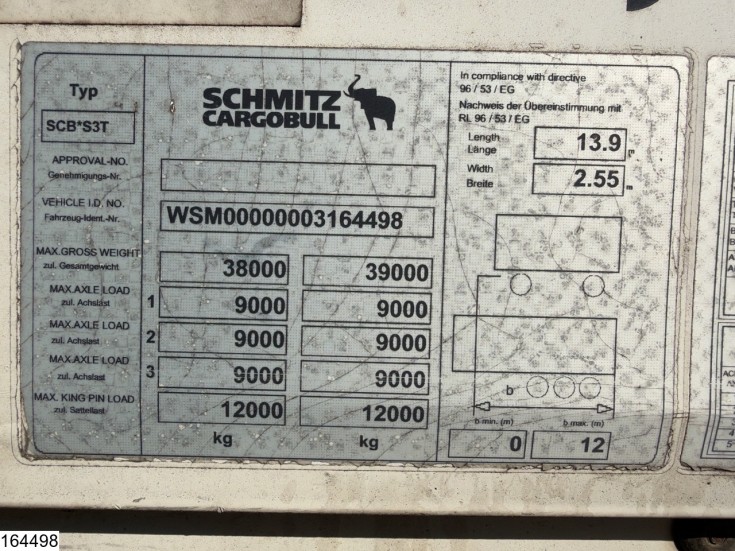 Typ
SCB*S3T
SCHMITZ
CARGOBULL
APPROVAL-NO.
Genehmigungs-Nr.
VEHICLE I.D. NO.
Fahrzeug-Ident.-Nr.
WSM00000003164498
MAX.GROSS WEIGHT
zul. Gesamtgewicht
38000 39000
MAX.AXLE LOAD
zul. Achslast
1 9000 9000
MAX.AXLE LOAD
zul. Achslast
2 9000 9000
MAX.AXLE LOAD
zul. Achslast
3 9000 9000
MAX. KING PIN LOAD
zul. Sattellast
12000 12000
kg kg
In compliance with directive
96 / 53 / EG
Nachweis der Übereinstimmung mit
RL 96 / 53 / EG
Length
Länge
13.9 m
Width
Breite
2.55 m
b
b min. (m) b max. (m)
0 12
164498